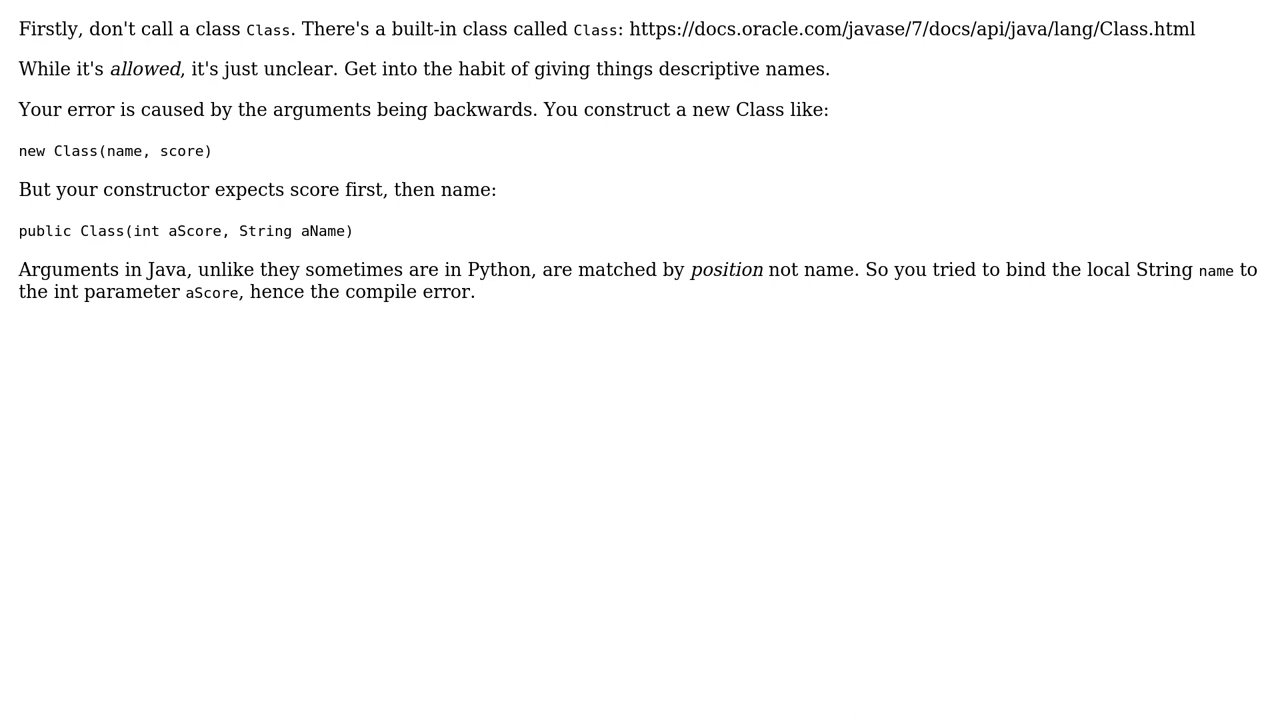 Firstly, don't call a class Class. There's a built-in class called Class: https://docs.oracle.com/javase/7/docs/api/java/lang/Class.html
While it's allowed, it's just unclear. Get into the habit of giving things descriptive names.
Your error is caused by the arguments being backwards. You construct a new Class like:
new Class(name, score)
But your constructor expects score first, then name:
public Class(int aScore, String aName)
Arguments in Java, unlike they sometimes are in Python, are matched by position not name. So you tried to bind the local String name to
the int parameter aScore, hence the compile error.